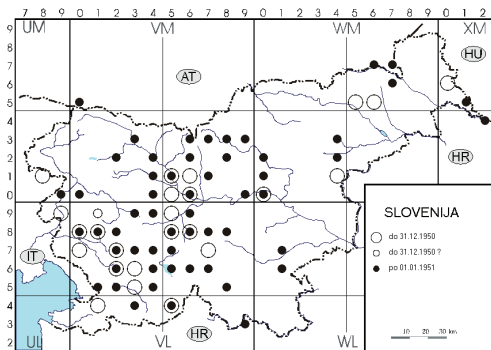 7 8 9 0 1 2 3 4 5 6 7 8 9 0 1 2 3 4 5 6 7 8 9 0 1 2
UM VM WM XM
9
8
7
6
5
4
3
2
1
0
9
8
7
6
5
4
3
2
AT
HU
HR
IT
HR
UL VL WL
SLOVENIJA
do 31.12.1950
do 31.12.1950 ?
po 01.01.1951
10 20 30 km